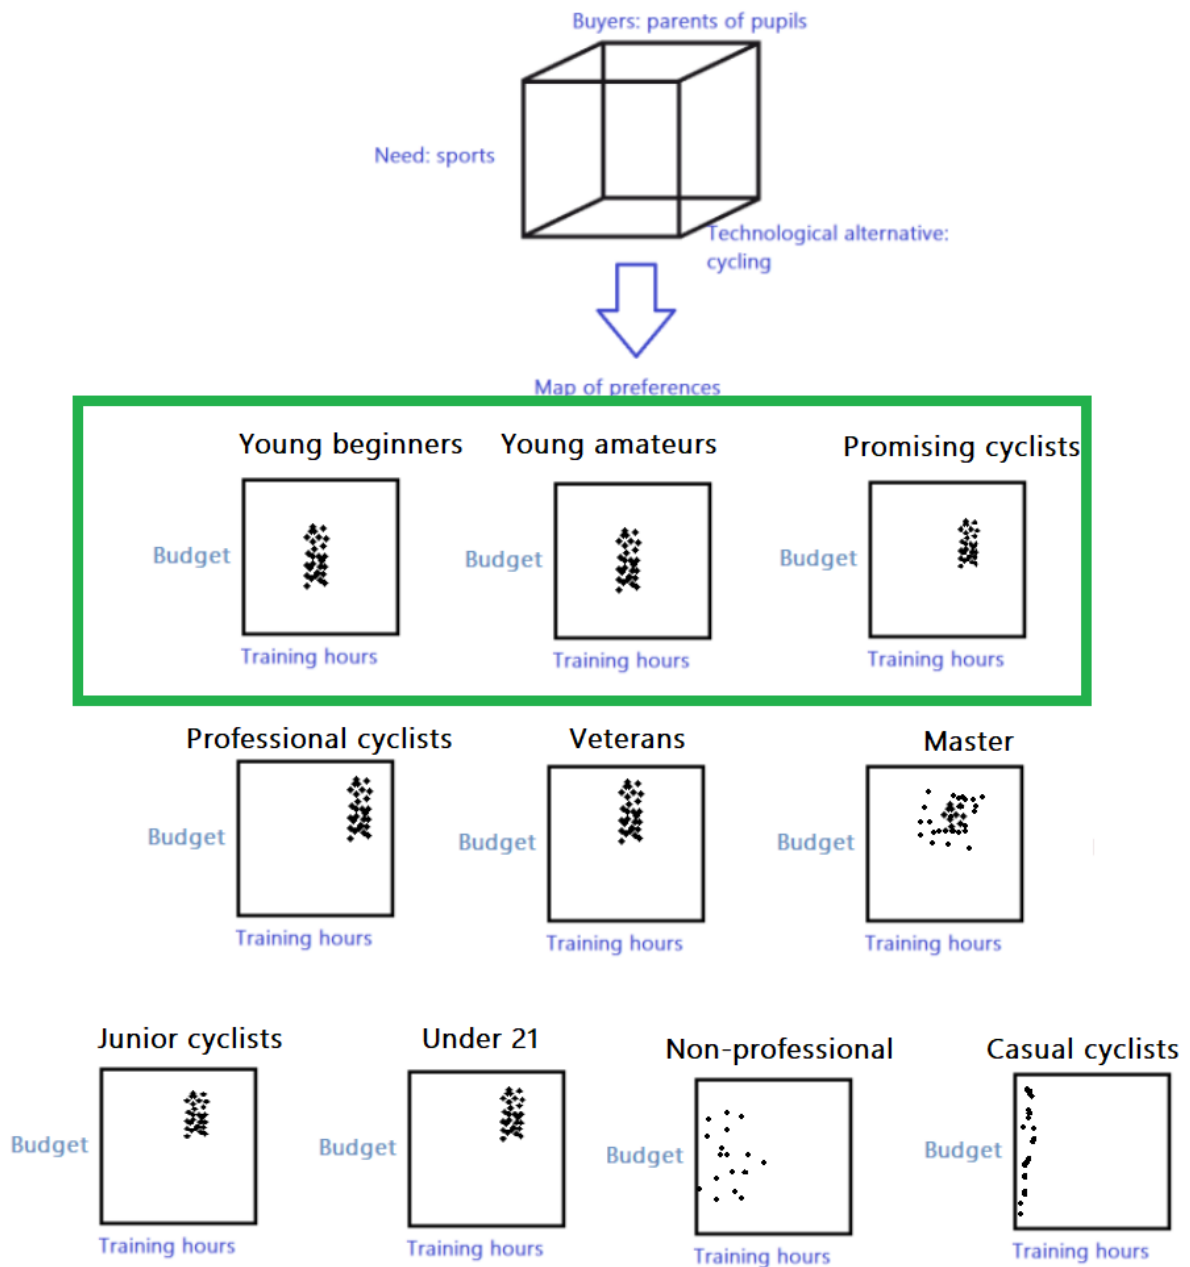 Buyers: parents of pupils
Need: sports
Technological alternative:
cycling
Map of preferences
Young beginners
Young amateurs
Promising cyclists
Budget
Budget
Budget
Training hours
Training hours
Training hours
Professional cyclists
Veterans
Master
Budget
Budget
Budget
Training hours
Training hours
Training hours
Junior cyclists
Under 21
Non-professional
Casual cyclists
Budget
Budget
Budget
Budget
Training hours
Training hours
Training hours
Training hours